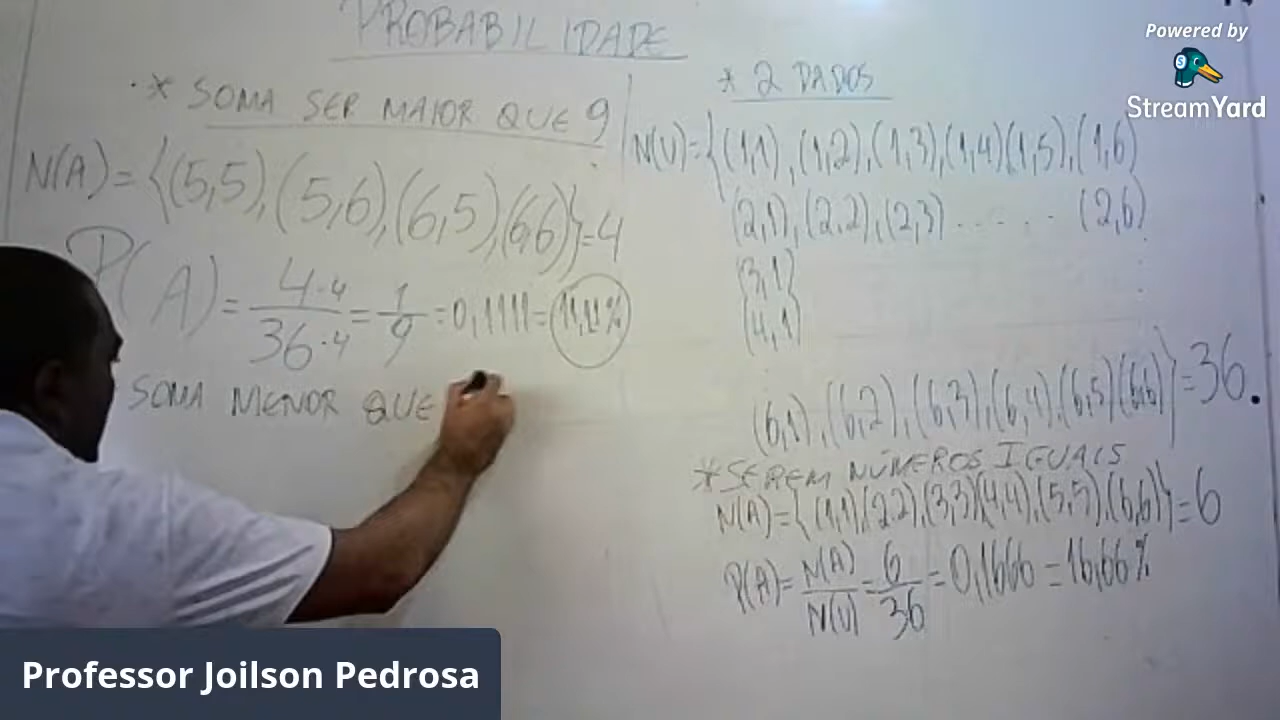 PROBABILIDADE
* SOMA SER MAIOR QUE 9
N(A)={(5,5),(5,6),(6,5)(6,6)}=4
P(A)=4÷4/36÷4=1/9=0,1111=11,11%
SOMA MENOR QUE
* 2 DADOS
N(U)={(1,1),(1,2),(1,3),(1,4)(1,5),(1,6)
(2,1),(2,2),(2,3)......(2,6)
(3,1)
(4,1)
(6,1),(6,2),(6,3),(6,4),(6,5)(6,6)}=36.
*SEREM NÚMEROS IGUAIS
N(A)={(1,1)(2,2),(3,3)(4,4),(5,5),(6,6)}=6
P(A)=N(A)/N(U)=6/36=0,1666=16,66%
Powered by
StreamYard
Professor Joilson Pedrosa